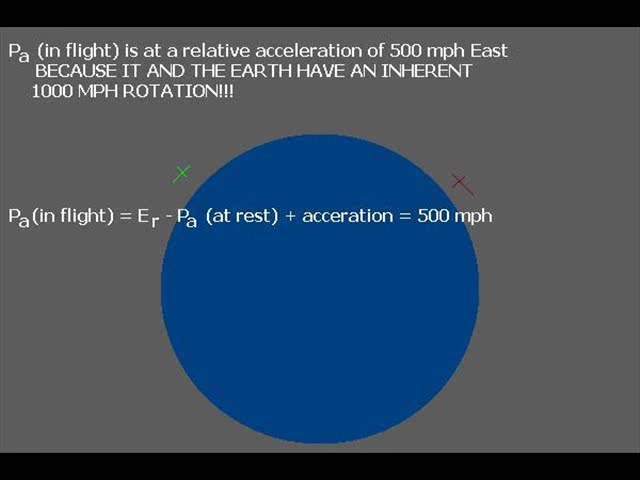 Pa (in flight) is at a relative acceleration of 500 mph East
BECAUSE IT AND THE EARTH HAVE AN INHERENT
1000 MPH ROTATION!!!
Pa (in flight) = Er - Pa (at rest) + acceration = 500 mph